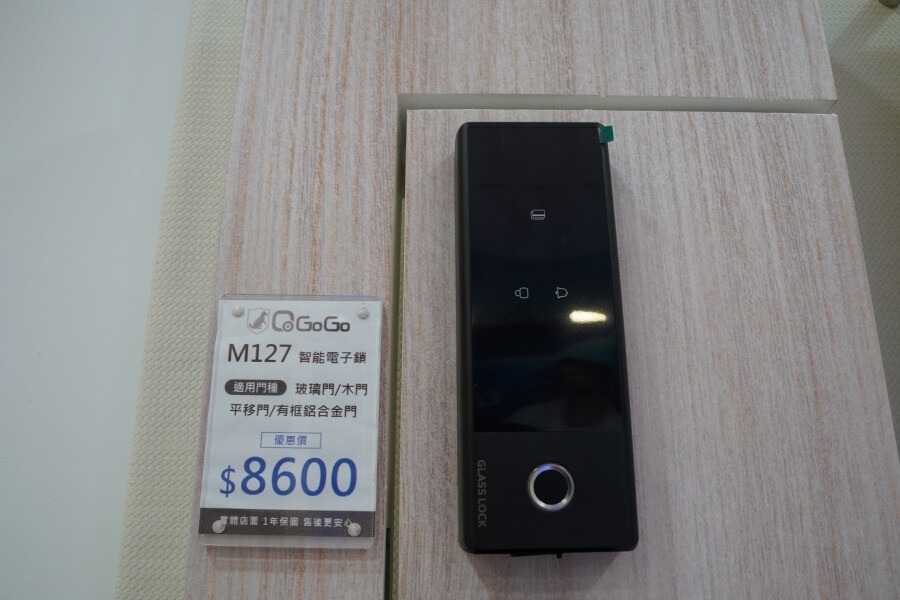 QGoGo
M127 智能電子鎖
適用門種 玻璃門/木門
平移門/有框鋁合金門
優惠價
$8600
實體店面 1年保固 售後更安心
GLASS LOCK